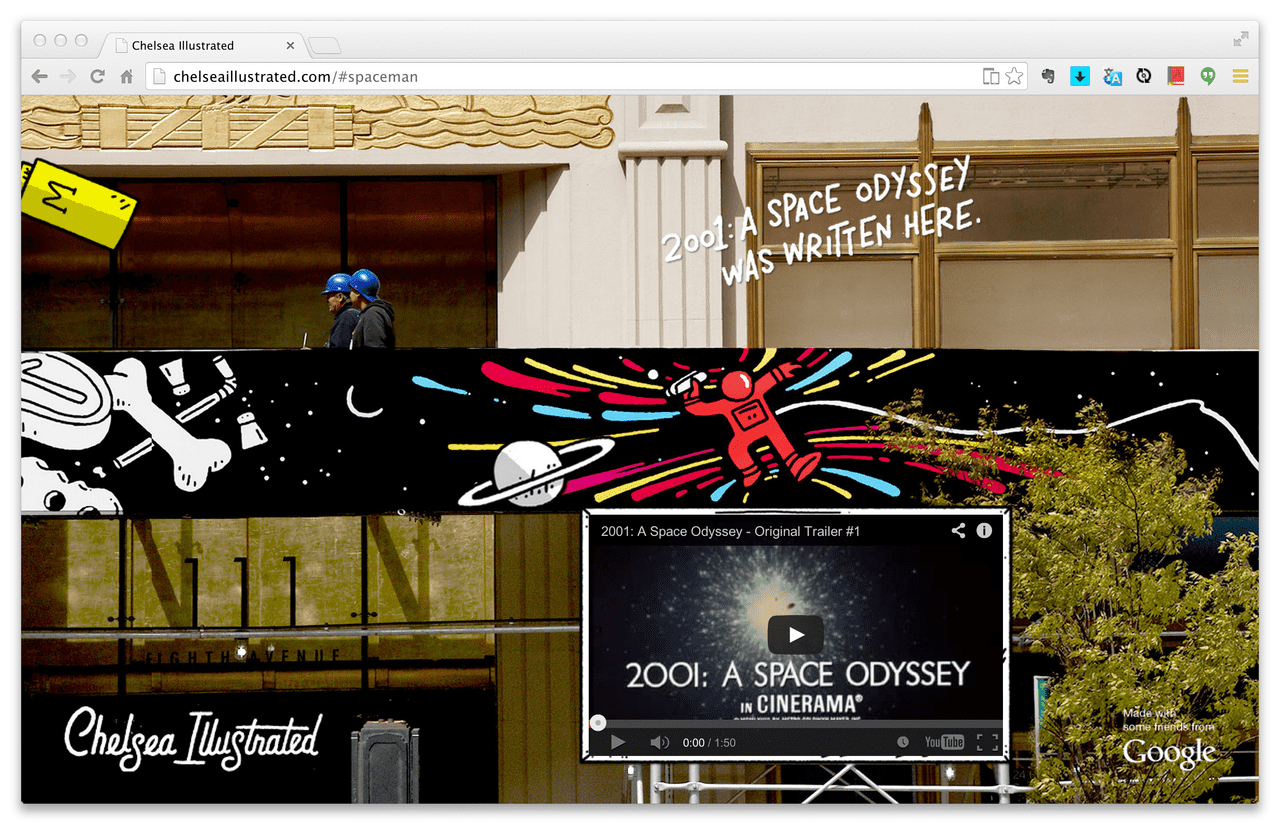 Chelsea Illustrated
chelseaillustrated.com/#spaceman
M
2001: A SPACE ODYSSEY
WAS WRITTEN HERE.
2001: A Space Odyssey - Original Trailer #1
2001: A SPACE ODYSSEY
IN CINERAMA®
111
EIGHTH AVENUE
0:00 / 1:50
YouTube
Chelsea Illustrated
Made with
some friends from
Google